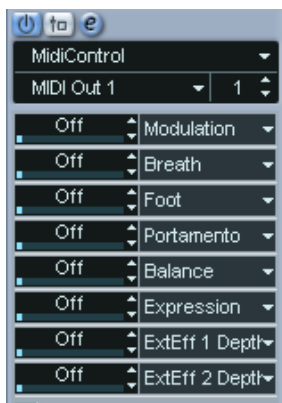 e
MidiControl
MIDI Out 1 1
Off Modulation
Off Breath
Off Foot
Off Portamento
Off Balance
Off Expression
Off ExtEff 1 Depth
Off ExtEff 2 Depth